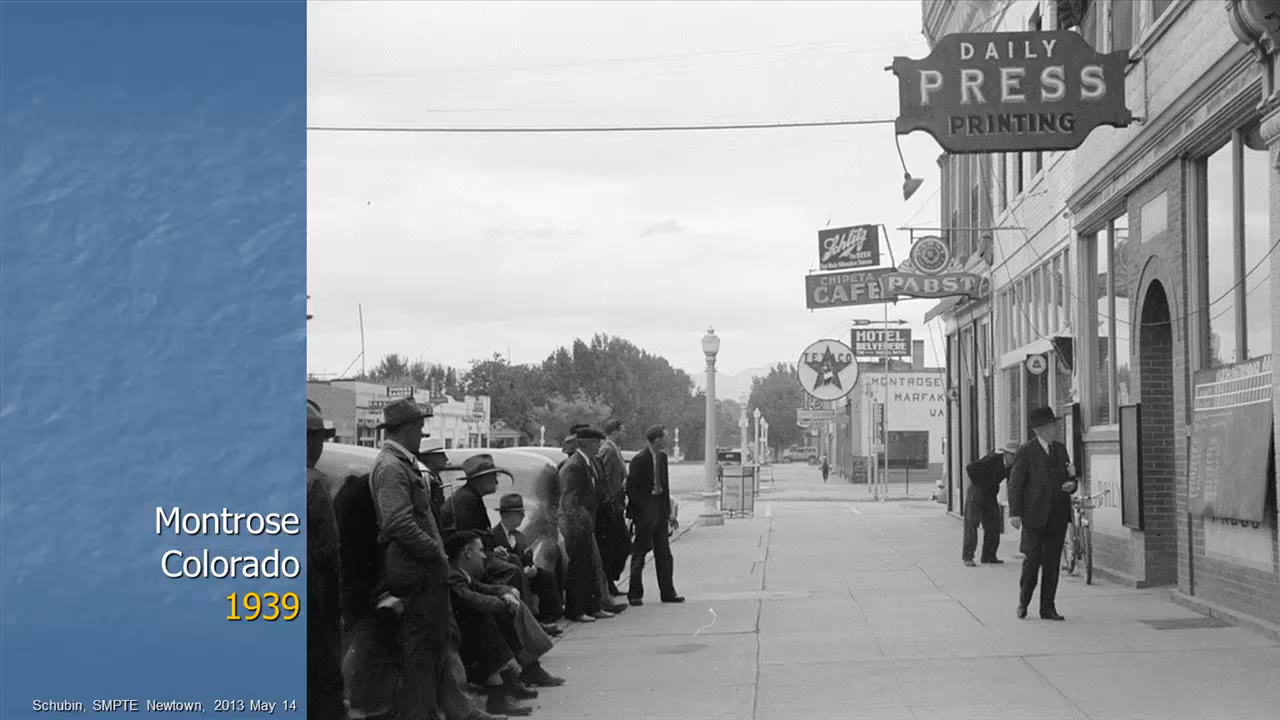 DAILY
PRESS
PRINTING
Schlitz
CHIPETA
CAFE
PABST
HOTEL
BELVEDERE
TEXACO
MONTROSE
MARFAK
Montrose
Colorado
1939
Schubin, SMPTE Newtown, 2013 May 14